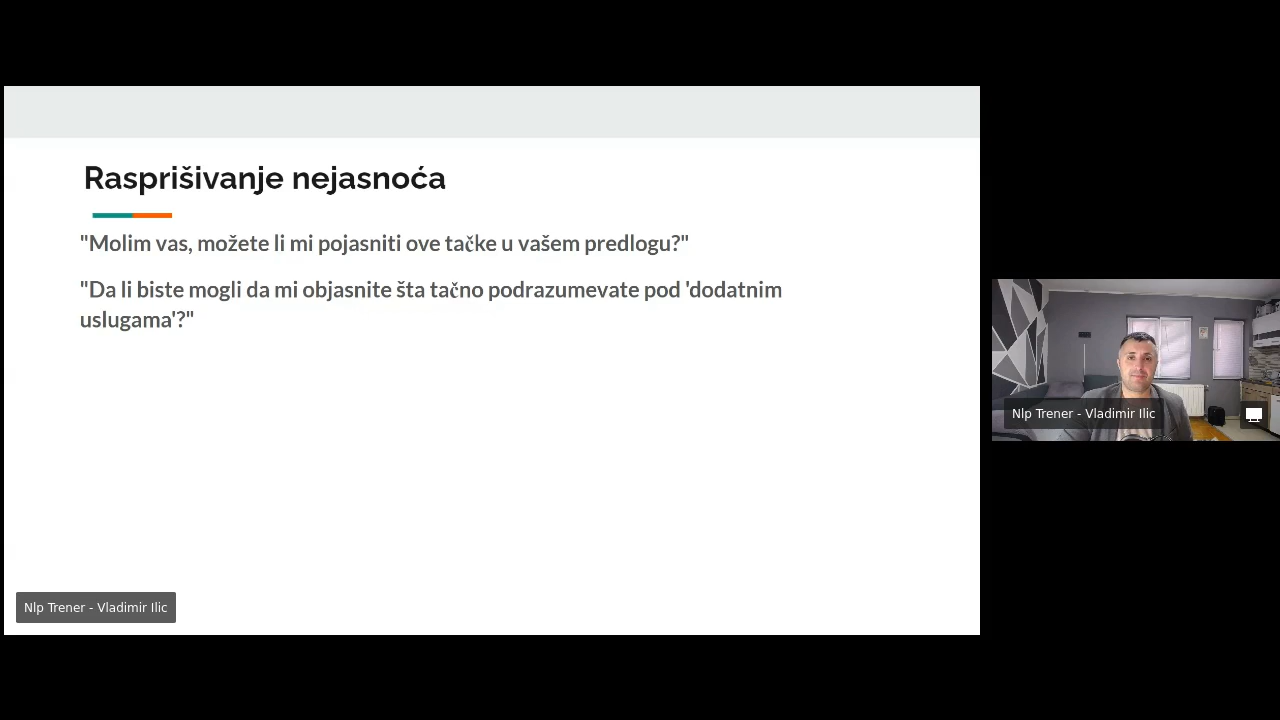 Rasprišivanje nejasnoća
"Molim vas, možete li mi pojasniti ove tačke u vašem predlogu?"
"Da li biste mogli da mi objasnite šta tačno podrazumevate pod 'dodatnim
uslugama'?"
Nlp Trener - Vladimir Ilic
Nlp Trener - Vladimir Ilic